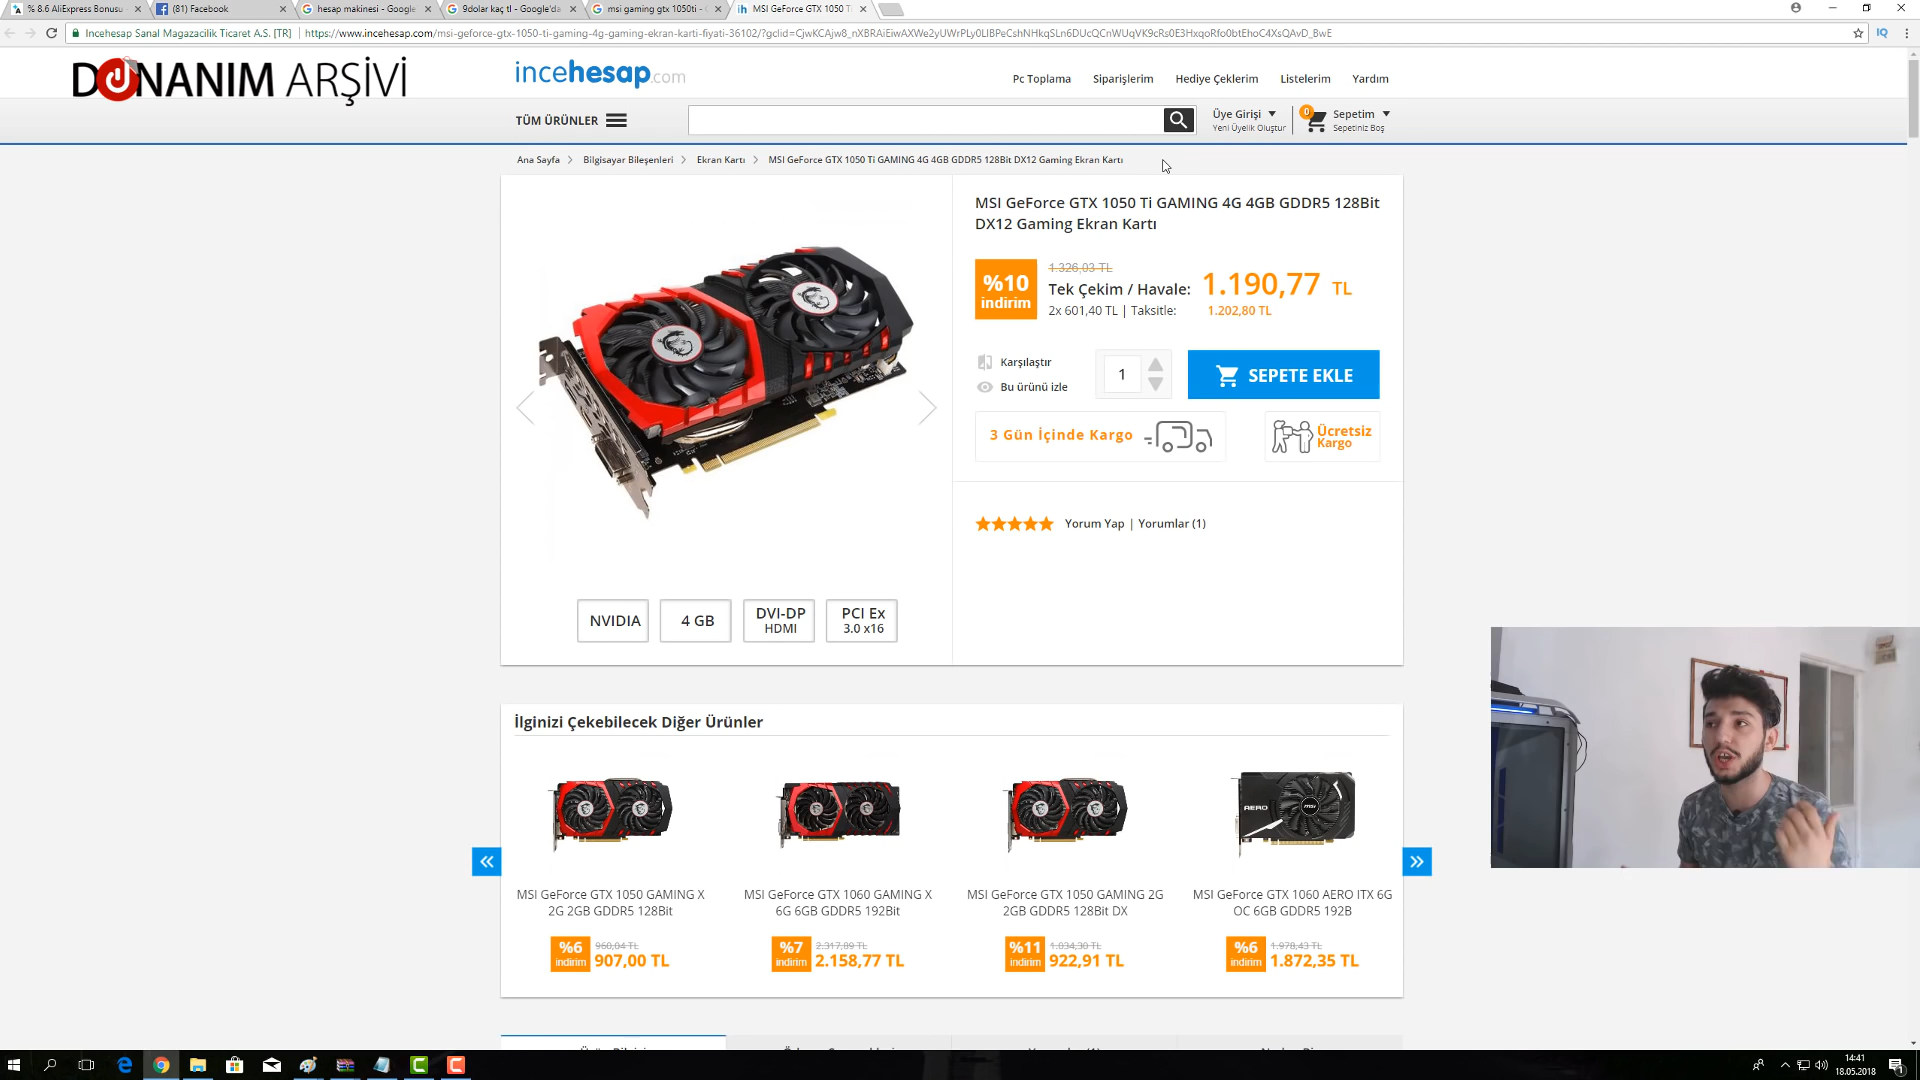 % 8.6 AliExpress Bonusu
(81) Facebook
hesap makinesi - Google
9dolar kaç tl - Google'da
msi gaming gtx 1050ti -
MSI GeForce GTX 1050 T
Incehesap Sanal Magazacilik Ticaret A.S. [TR]
https://www.incehesap.com/msi-geforce-gtx-1050-ti-gaming-4g-gaming-ekran-karti-fiyati-36102/?gclid=CjwKCAjw8_nXBRAiEiwAXWe2yUWrPLy0LIBPeCshNHkqSLn6DUcQCnWUqVK9cRs0E3HxqoRfo0btEhoC4XsQAvD_BwE
IQ
DONANIM ARŞİVİ
incehesap.com
Pc Toplama
Siparişlerim
Hediye Çeklerim
Listelerim
Yardım
TÜM ÜRÜNLER
Üye Girişi
Yeni Üyelik Oluştur
0
Sepetim
Sepetiniz Boş
Ana Sayfa
Bilgisayar Bileşenleri
Ekran Kartı
MSI GeForce GTX 1050 Ti GAMING 4G 4GB GDDR5 128Bit DX12 Gaming Ekran Kartı
MSI GeForce GTX 1050 Ti GAMING 4G 4GB GDDR5 128Bit
DX12 Gaming Ekran Kartı
%10
indirim
1.326,03 TL
Tek Çekim / Havale:
1.190,77 TL
2x 601,40 TL | Taksitle:
1.202,80 TL
Karşılaştır
Bu ürünü izle
1
SEPETE EKLE
3 Gün İçinde Kargo
Ücretsiz
Kargo
Yorum Yap | Yorumlar (1)
NVIDIA
4 GB
DVI-DP
HDMI
PCI Ex
3.0 x16
İlginizi Çekebilecek Diğer Ürünler
AERO
msi
MSI GeForce GTX 1050 GAMING X
2G 2GB GDDR5 128Bit
MSI GeForce GTX 1060 GAMING X
6G 6GB GDDR5 192Bit
MSI GeForce GTX 1050 GAMING 2G
2GB GDDR5 128Bit DX
MSI GeForce GTX 1060 AERO ITX 6G
OC 6GB GDDR5 192B
%6
indirim
960,04 TL
907,00 TL
%7
indirim
2.317,89 TL
2.158,77 TL
%11
indirim
1.034,30 TL
922,91 TL
%6
indirim
1.978,43 TL
1.872,35 TL
14:41
18.05.2018